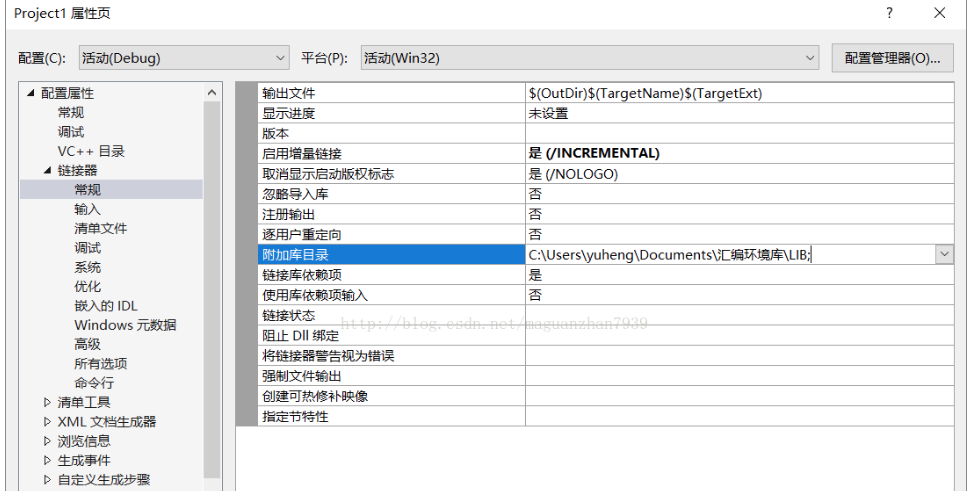 Project1 属性页
配置(C): 活动(Debug) 平台(P): 活动(Win32) 配置管理器(O)...
配置属性
常规
调试
VC++ 目录
链接器
常规
输入
清单文件
调试
系统
优化
嵌入的 IDL
Windows 元数据
高级
所有选项
命令行
清单工具
XML 文档生成器
浏览信息
生成事件
自定义生成步骤
输出文件 $(OutDir)$(TargetName)$(TargetExt)
显示进度 未设置
版本
启用增量链接 是 (/INCREMENTAL)
取消显示启动版权标志 是 (/NOLOGO)
忽略导入库 否
注册输出 否
逐用户重定向 否
附加库目录 C:\Users\yuheng\Documents\汇编环境库\LIB;
链接库依赖项 是
使用库依赖项输入 否
链接状态
阻止 Dll 绑定
将链接器警告视为错误
强制文件输出
创建可热修补映像
指定节特性
http://blog.csdn.net/maguanzhan7939